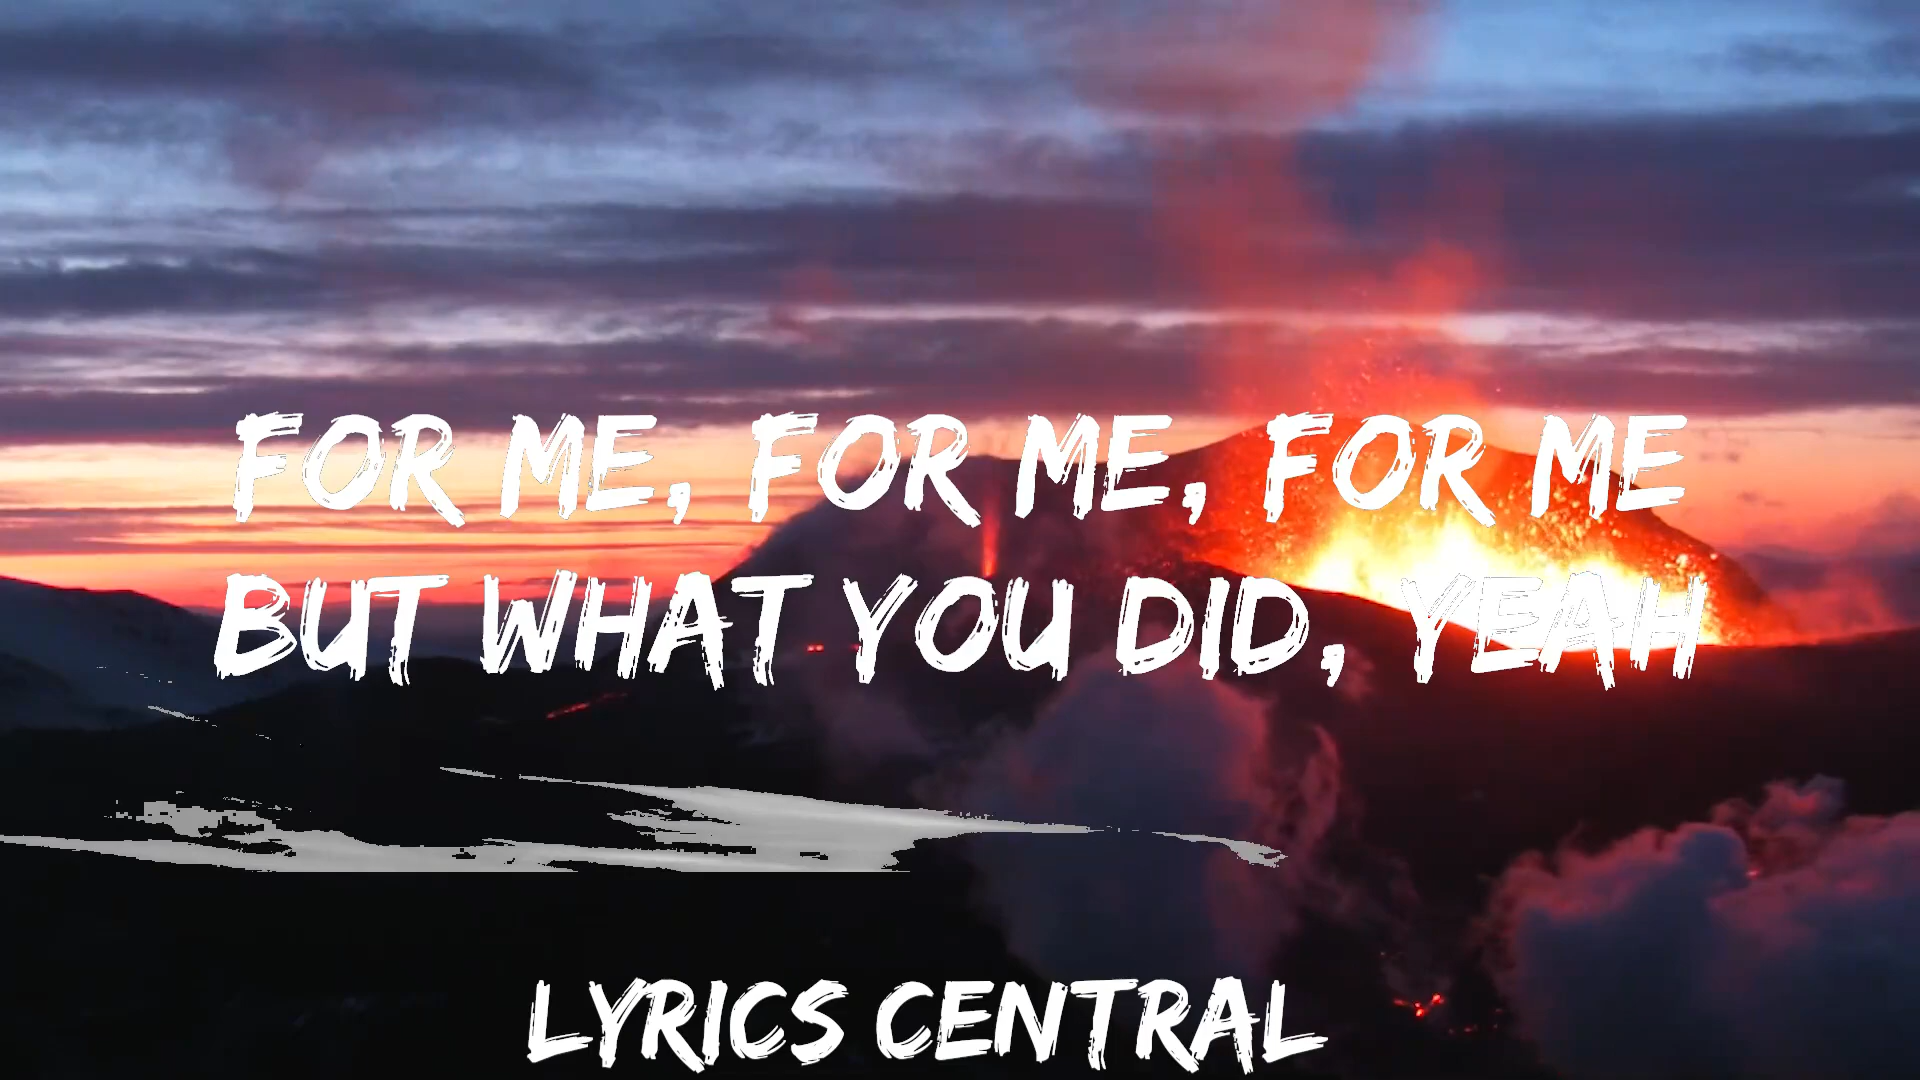 FOR ME, FOR ME, FOR ME
BUT WHAT YOU DID, YEAH
LYRICS CENTRAL